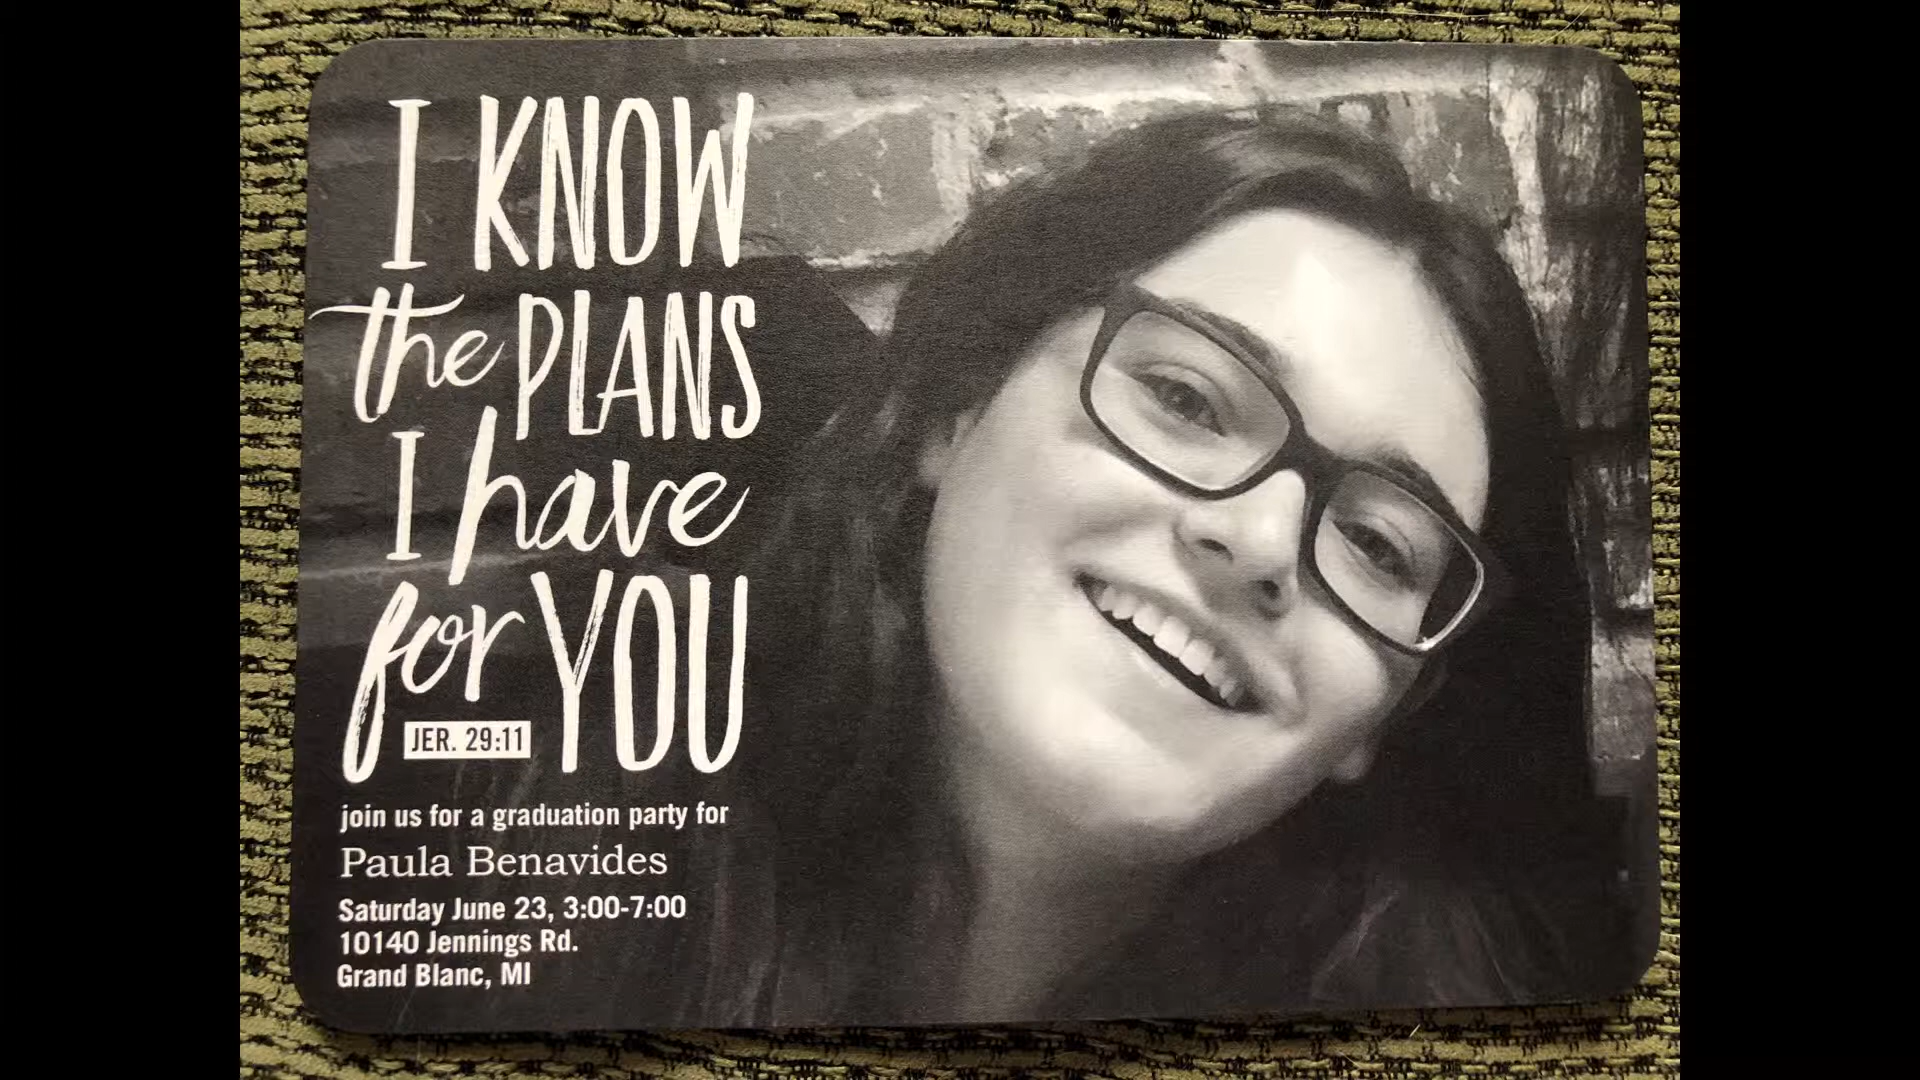 I KNOW
the PLANS
I have
for YOU
JER. 29:11
join us for a graduation party for
Paula Benavides
Saturday June 23, 3:00-7:00
10140 Jennings Rd.
Grand Blanc, MI